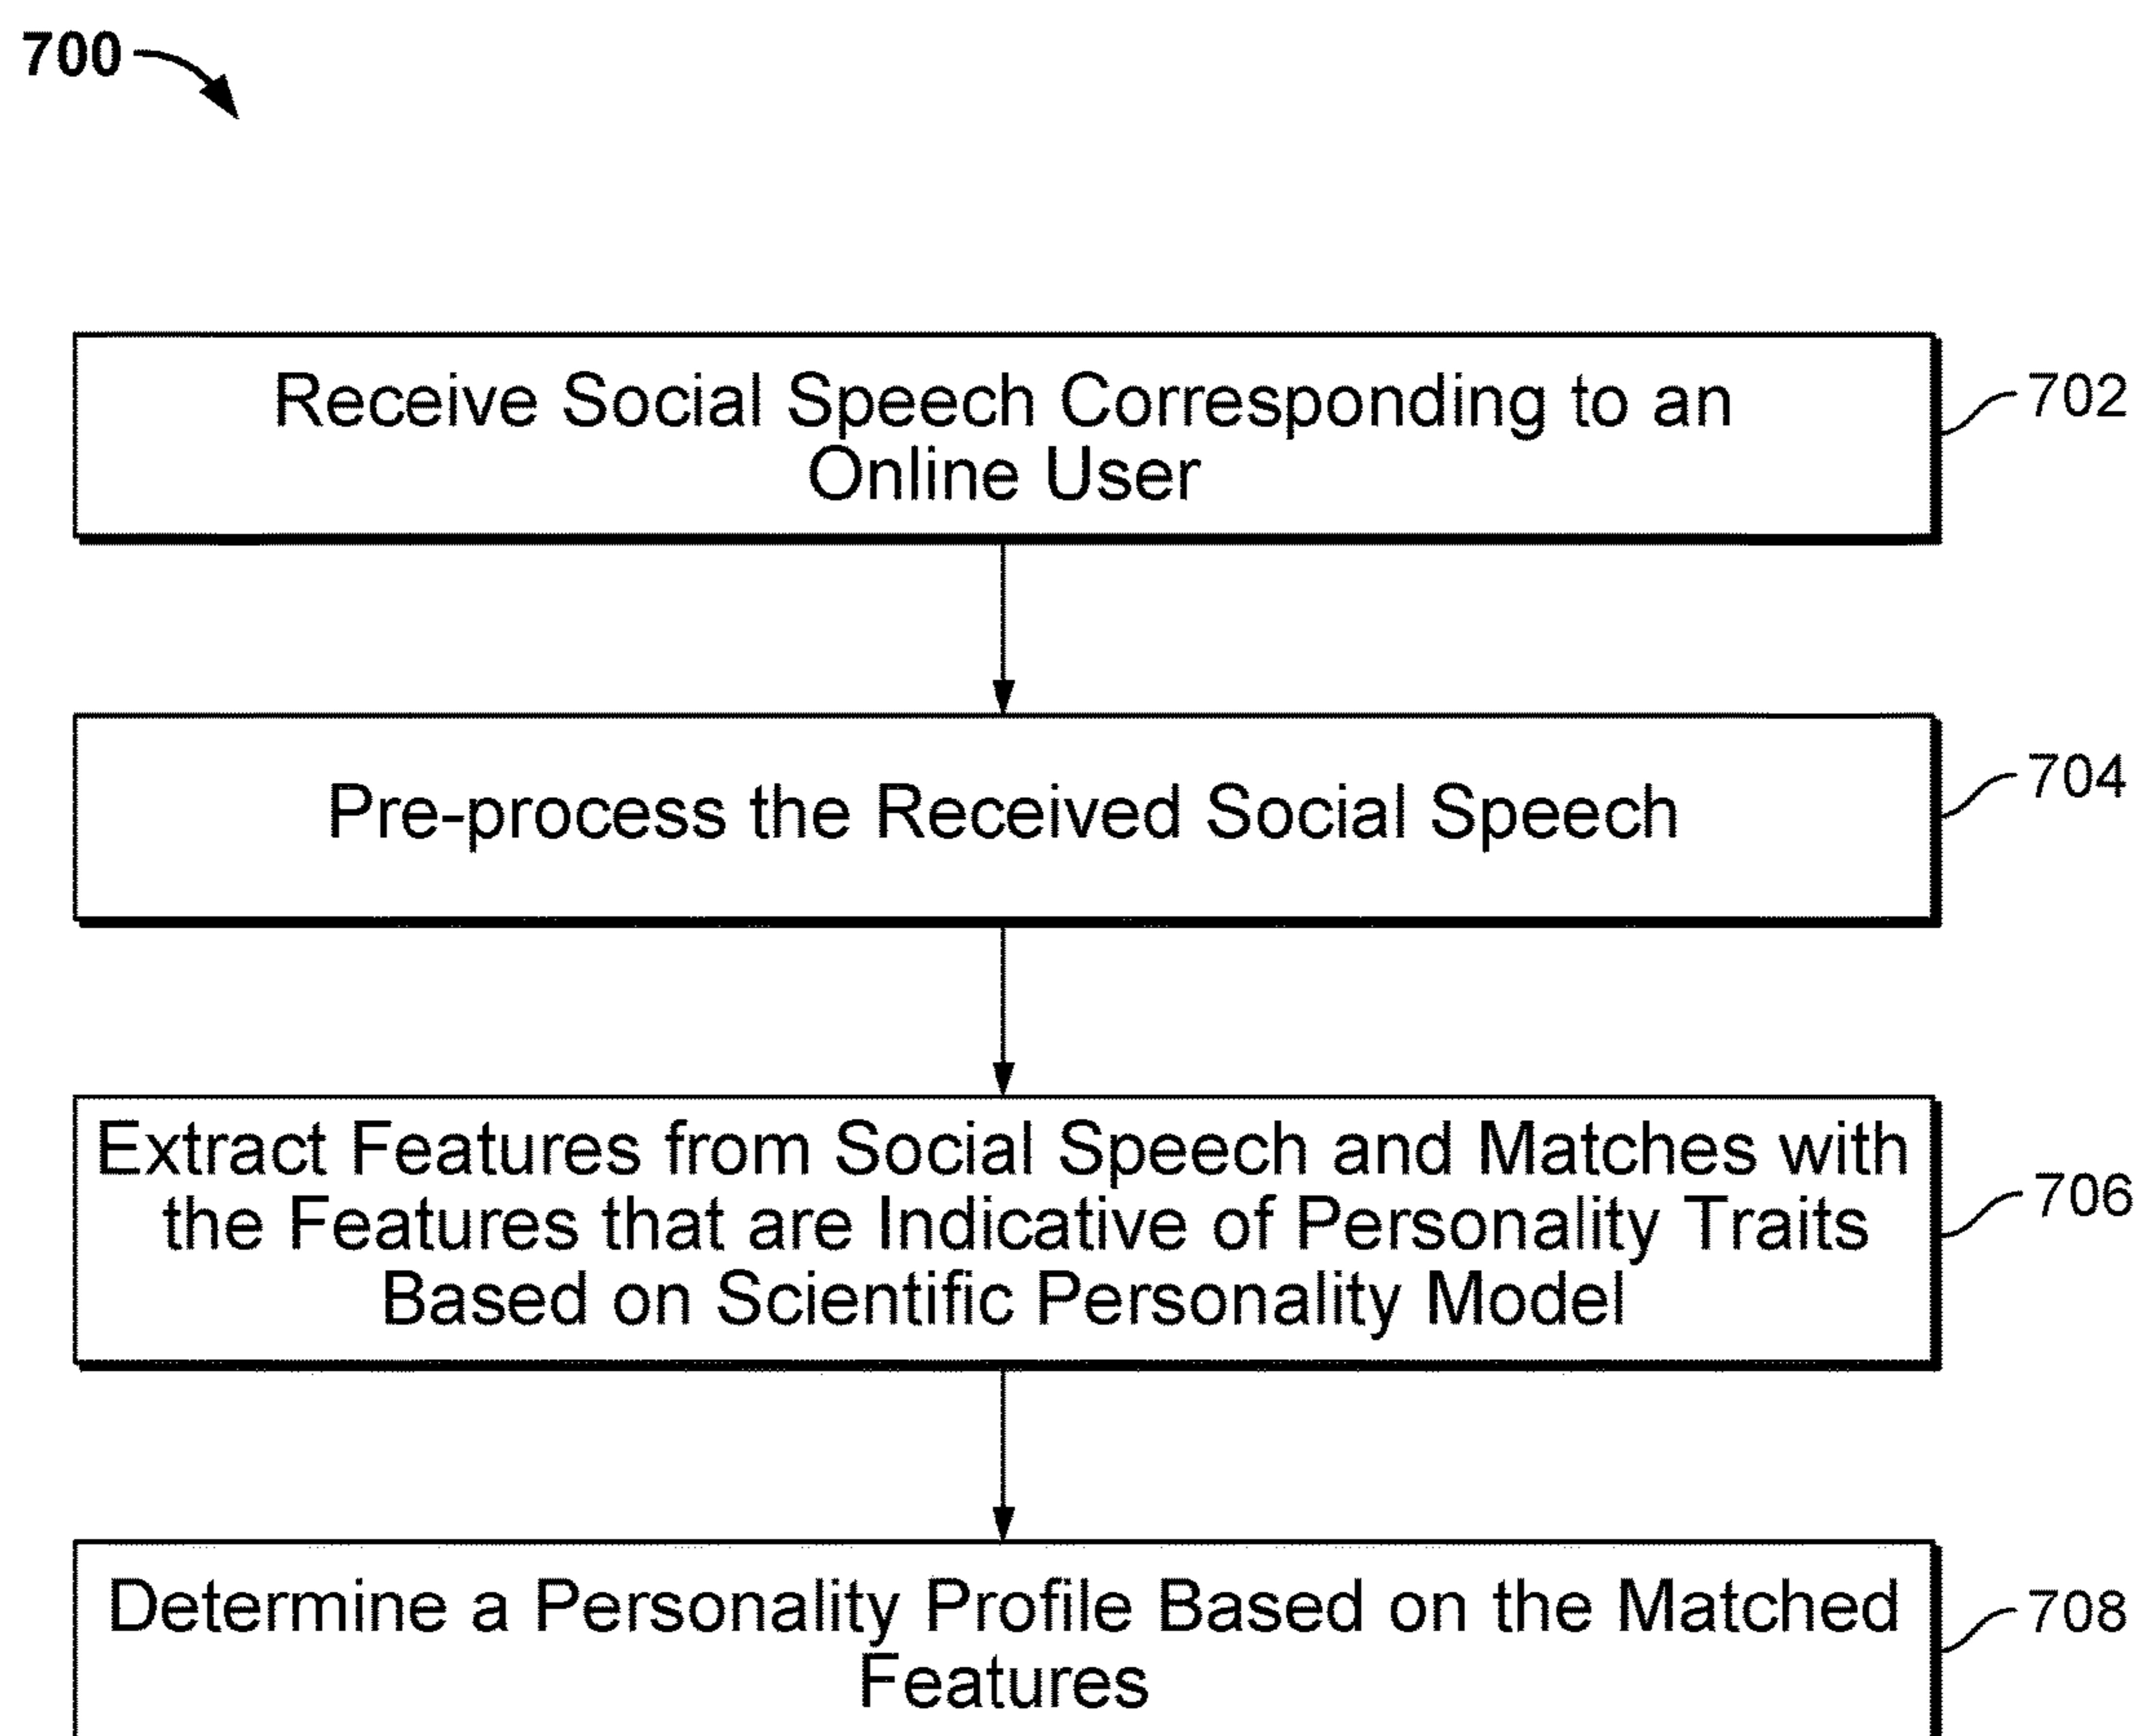 700
Receive Social Speech Corresponding to an
Online User
702
Pre-process the Received Social Speech
704
Extract Features from Social Speech and Matches with
the Features that are Indicative of Personality Traits
Based on Scientific Personality Model
706
Determine a Personality Profile Based on the Matched
Features
708